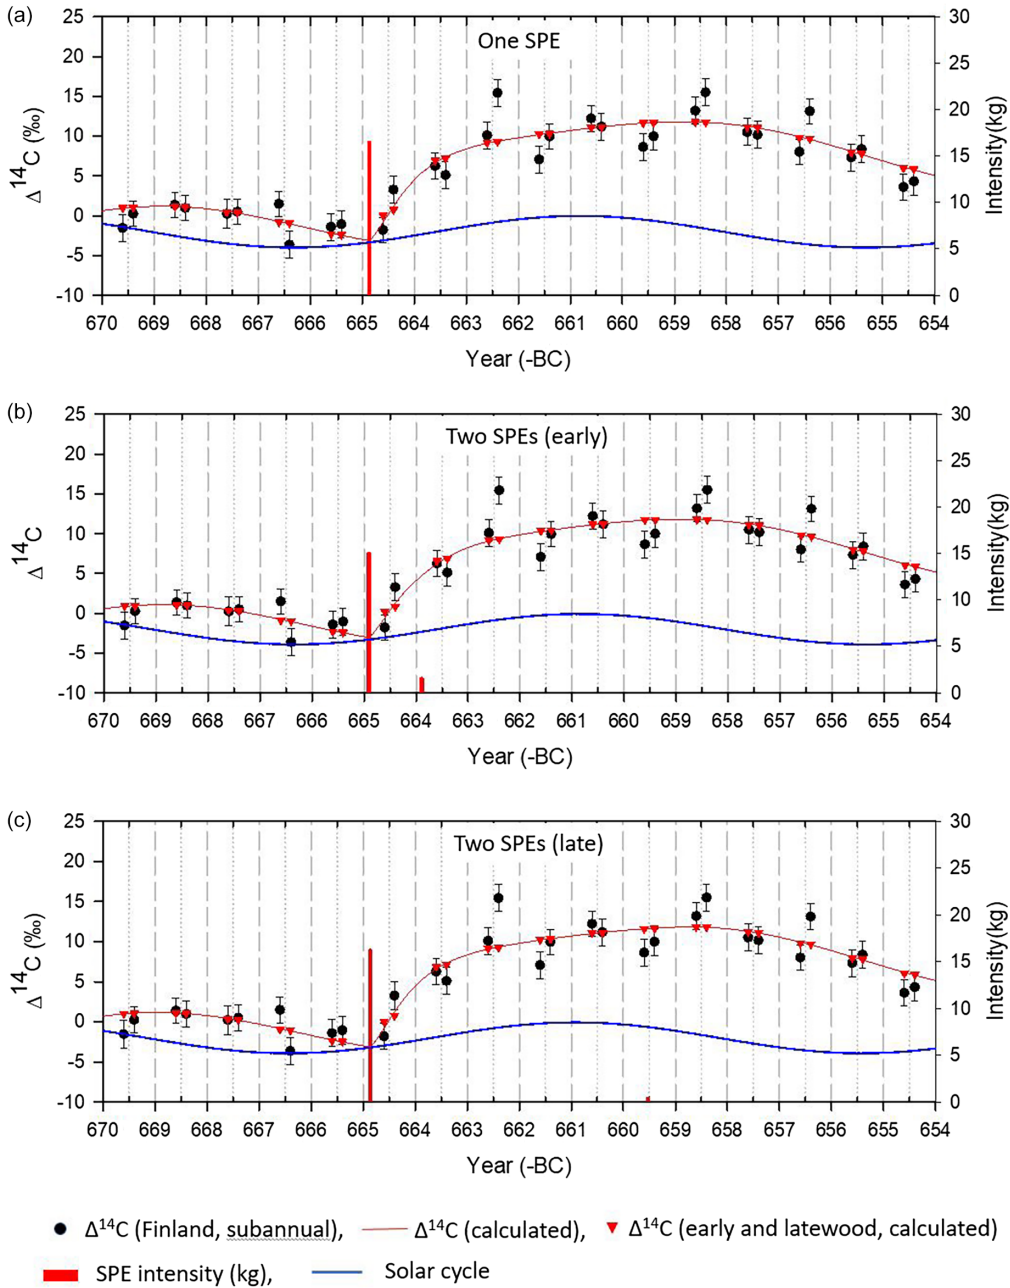 (a)
One SPE
25
20
15
10
5
0
-5
-10
Δ ¹⁴C (‰)
30
25
20
15
10
5
0
Intensity(kg)
670 669 668 667 666 665 664 663 662 661 660 659 658 657 656 655 654
Year (-BC)
(b)
Two SPEs (early)
25
20
15
10
5
0
-5
-10
Δ ¹⁴C
30
25
20
15
10
5
0
Intensity(kg)
670 669 668 667 666 665 664 663 662 661 660 659 658 657 656 655 654
Year (-BC)
(c)
Two SPEs (late)
25
20
15
10
5
0
-5
-10
Δ ¹⁴C (‰)
30
25
20
15
10
5
0
Intensity(kg)
670 669 668 667 666 665 664 663 662 661 660 659 658 657 656 655 654
Year (-BC)
Δ¹⁴C (Finland, subannual), Δ¹⁴C (calculated), Δ¹⁴C (early and latewood, calculated)
SPE intensity (kg), Solar cycle